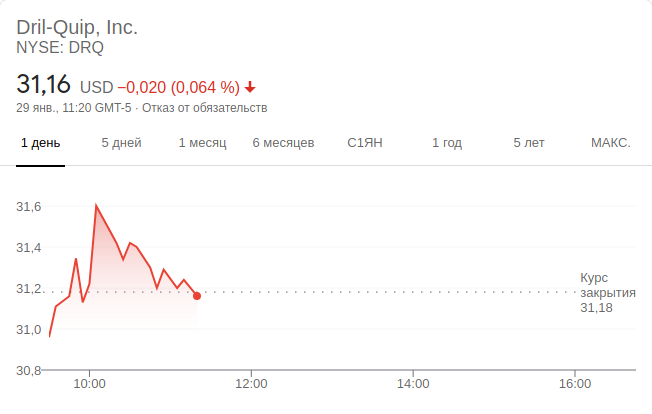 Dril-Quip, Inc.
NYSE: DRQ
31,16 USD −0,020 (0,064 %)
29 янв., 11:20 GMT-5 · Отказ от обязательств
1 день 5 дней 1 месяц 6 месяцев С1ЯН 1 год 5 лет МАКС.
31,6
31,4
31,2
31,0
30,8
Курс
закрытия
31,18
10:00 12:00 14:00 16:00